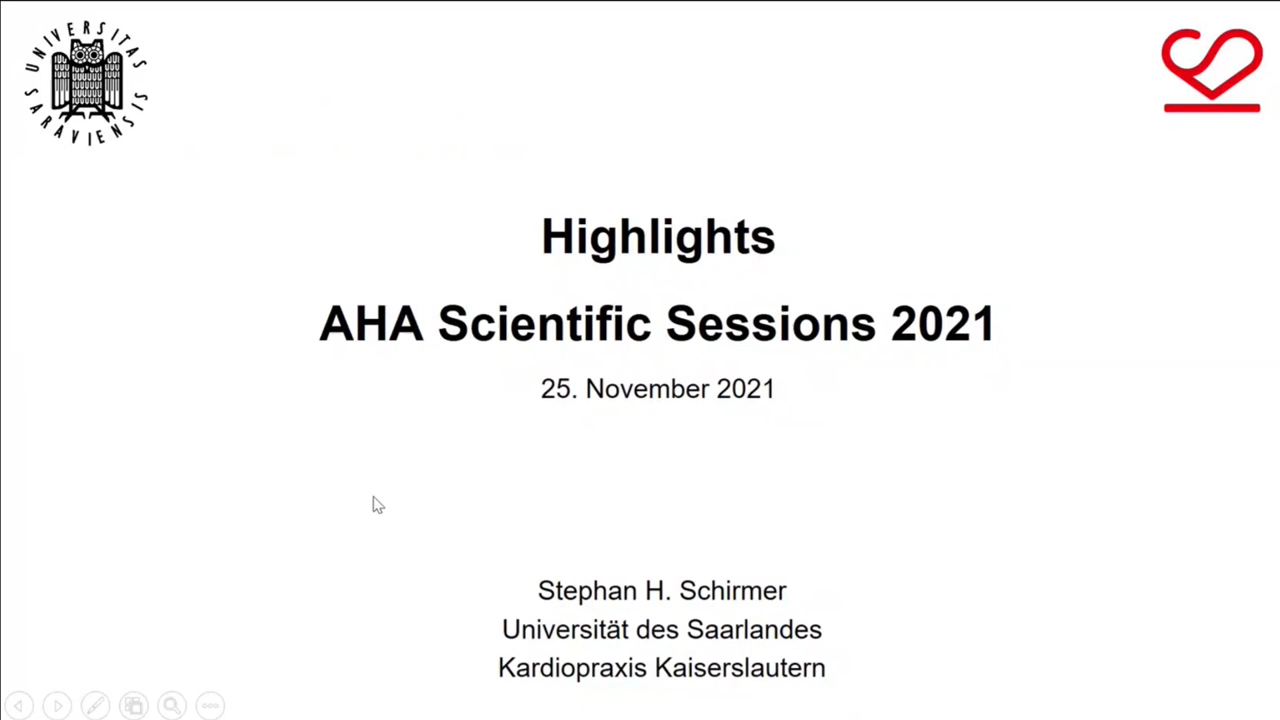 UNIVERSITAS
SARAVIENSIS
Highlights
AHA Scientific Sessions 2021
25. November 2021
Stephan H. Schirmer
Universität des Saarlandes
Kardiopraxis Kaiserslautern